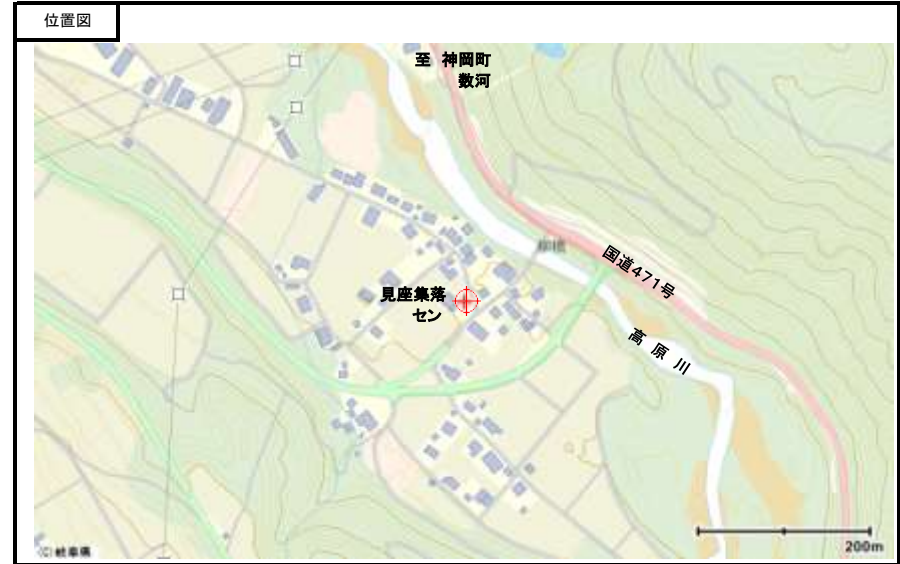 位置図
至 神岡町
数河
国道471号
見座集落
セン
高原川
200m
(C)岐阜県